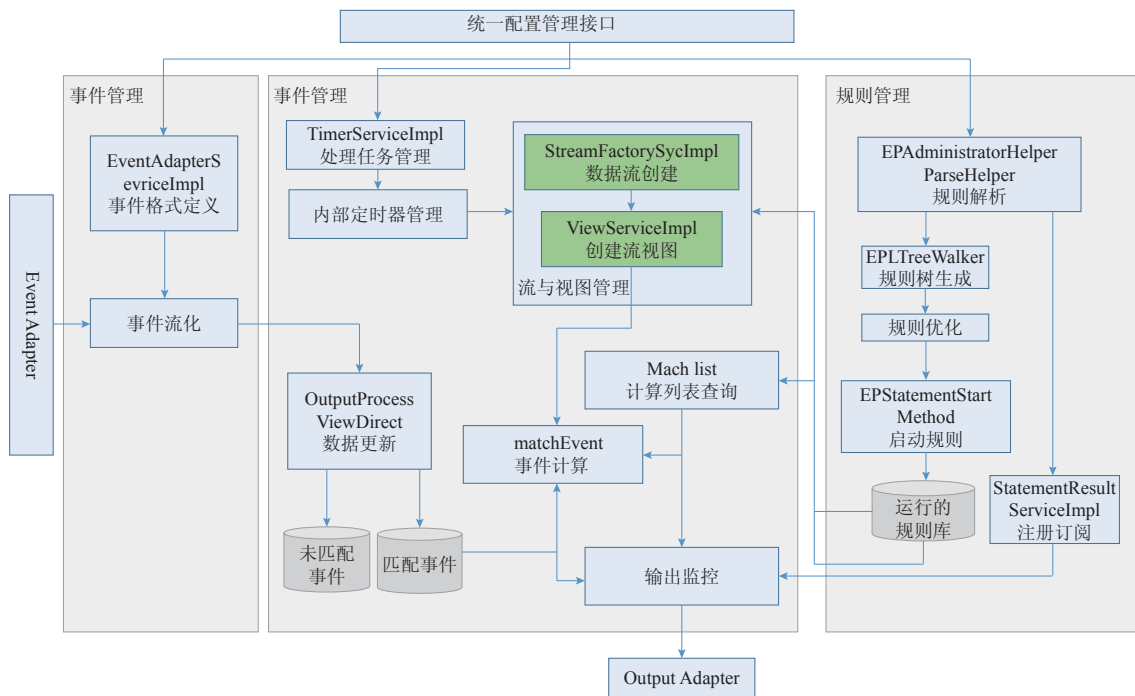 统一配置管理接口
事件管理
EventAdapterS
evriceImpl
事件格式定义
事件流化
Event Adapter
事件管理
TimerServiceImpl
处理任务管理
内部定时器管理
StreamFactorySycImpl
数据流创建
ViewServiceImpl
创建流视图
流与视图管理
OutputProcess
ViewDirect
数据更新
未匹配
事件
匹配事件
Mach list
计算列表查询
matchEvent
事件计算
输出监控
Output Adapter
规则管理
EPAdministratorHelper
ParseHelper
规则解析
EPLTreeWalker
规则树生成
规则优化
EPStatementStart
Method
启动规则
运行的
规则库
StatementResult
ServiceImpl
注册订阅